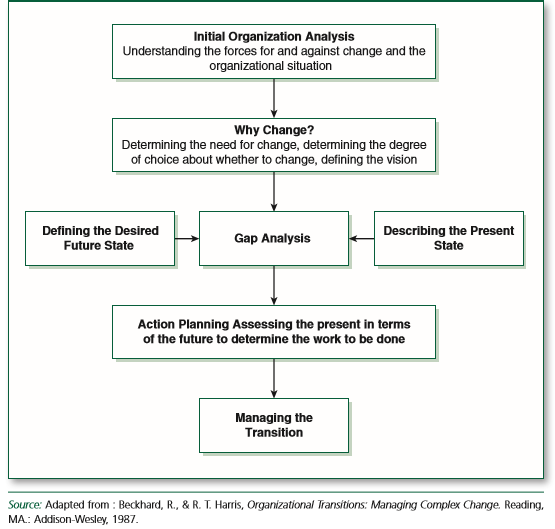 Initial Organization Analysis
Understanding the forces for and against change and the
organizational situation
Why Change?
Determining the need for change, determining the degree
of choice about whether to change, defining the vision
Defining the Desired
Future State
Gap Analysis
Describing the Present
State
Action Planning Assessing the present in terms
of the future to determine the work to be done
Managing the
Transition
Source: Adapted from : Beckhard, R., & R. T. Harris, Organizational Transitions: Managing Complex Change. Reading,
MA.: Addison-Wesley, 1987.